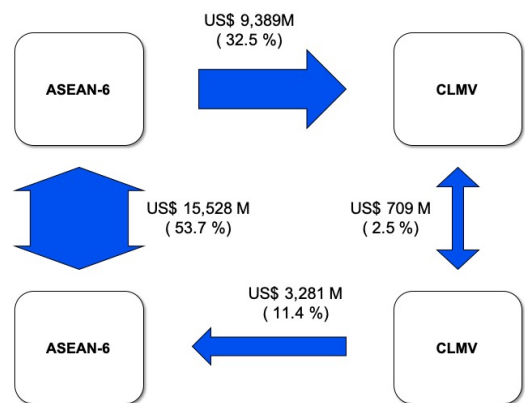 US$ 9,389M
( 32.5 %)
ASEAN-6
CLMV
US$ 15,528 M
( 53.7 %)
US$ 709 M
( 2.5 %)
US$ 3,281 M
( 11.4 %)
ASEAN-6
CLMV